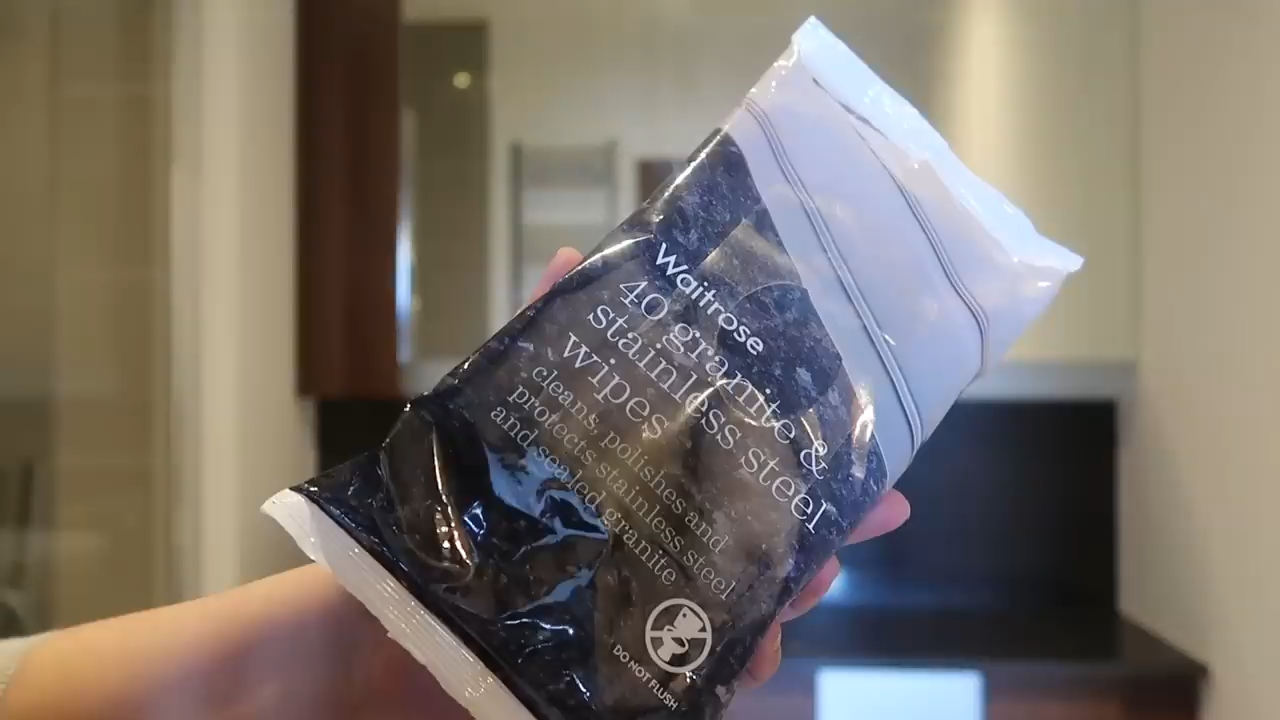 Waitrose
40 granite &
stainless steel
wipes
cleans, polishes and
protects stainless steel
and sealed granite
DO NOT FLUSH